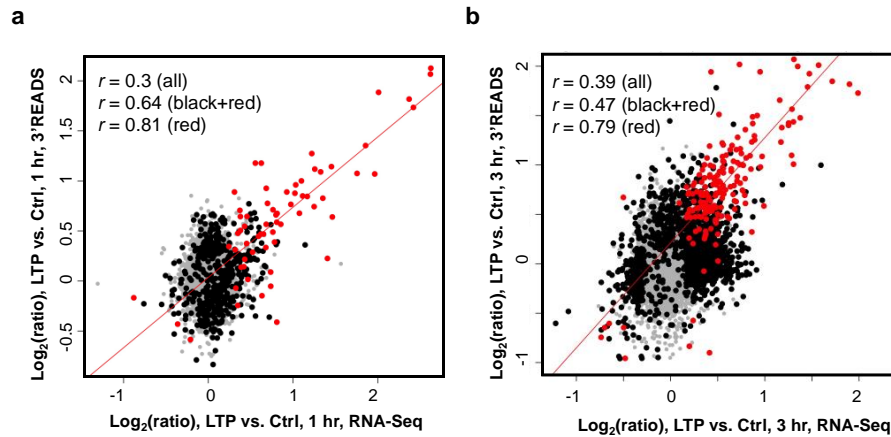 a
r = 0.3 (all)
r = 0.64 (black+red)
r = 0.81 (red)
Log2(ratio), LTP vs. Ctrl, 1 hr, 3'READS
2
1.5
1
0.5
0
-0.5
-1
0
1
2
Log2(ratio), LTP vs. Ctrl, 1 hr, RNA-Seq
b
r = 0.39 (all)
r = 0.47 (black+red)
r = 0.79 (red)
Log2(ratio), LTP vs. Ctrl, 3 hr, 3'READS
2
1
0
-1
-1
0
1
2
Log2(ratio), LTP vs. Ctrl, 3 hr, RNA-Seq